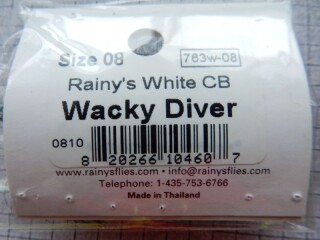 Size 08 763w-08
Rainy's White CB
Wacky Diver
0810
8 20266 10460 7
www.rainysflies.com • info@rainysflies.com
Telephone: 1-435-753-6766
Made in Thailand